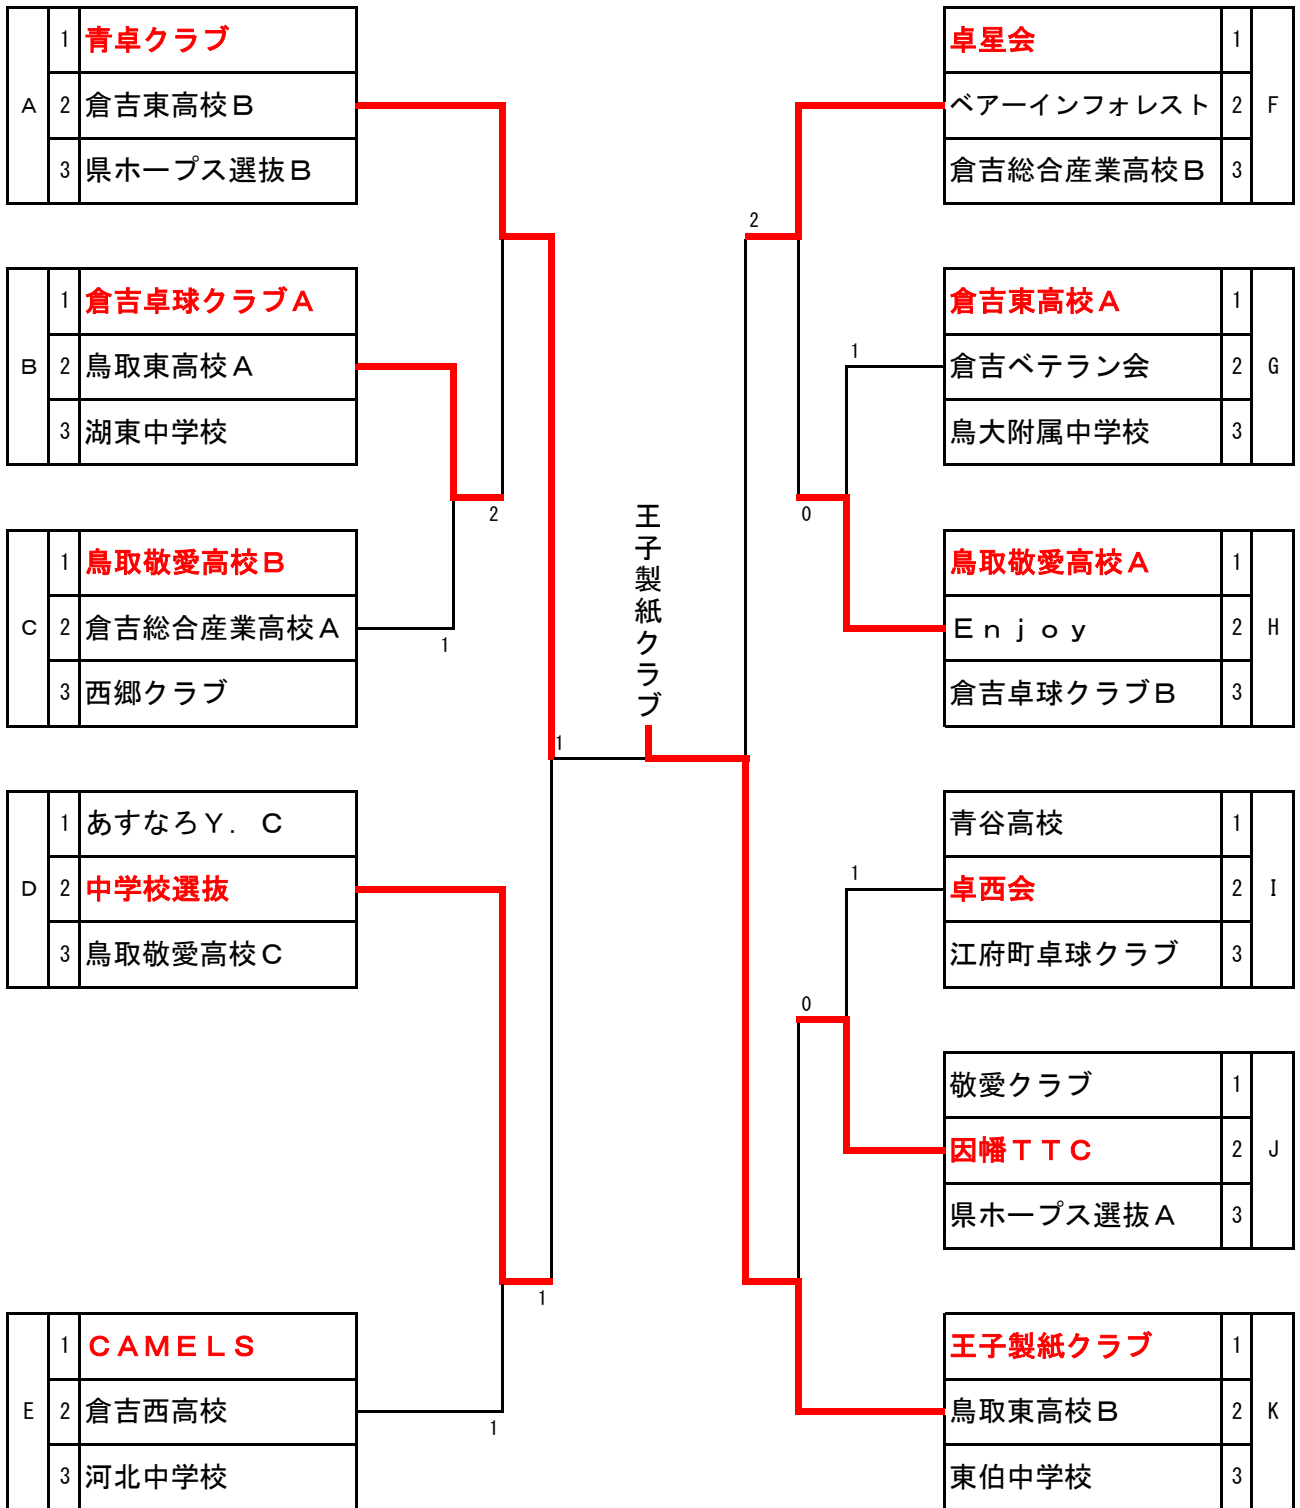 A
1 青卓クラブ
2 倉吉東高校B
3 県ホープス選抜B
B
1 倉吉卓球クラブA
2 鳥取東高校A
3 湖東中学校
C
1 鳥取敬愛高校B
2 倉吉総合産業高校A
3 西郷クラブ
D
1 あすなろY．C
2 中学校選抜
3 鳥取敬愛高校C
E
1 CAMELS
2 倉吉西高校
3 河北中学校
2
1
1
1
1
王子製紙クラブ
2
1
0
1
0
卓星会 1
ベアーインフォレスト 2
倉吉総合産業高校B 3
F
倉吉東高校A 1
倉吉ベテラン会 2
鳥大附属中学校 3
G
鳥取敬愛高校A 1
Enjoy 2
倉吉卓球クラブB 3
H
青谷高校 1
卓西会 2
江府町卓球クラブ 3
I
敬愛クラブ 1
因幡TTC 2
県ホープス選抜A 3
J
王子製紙クラブ 1
鳥取東高校B 2
東伯中学校 3
K